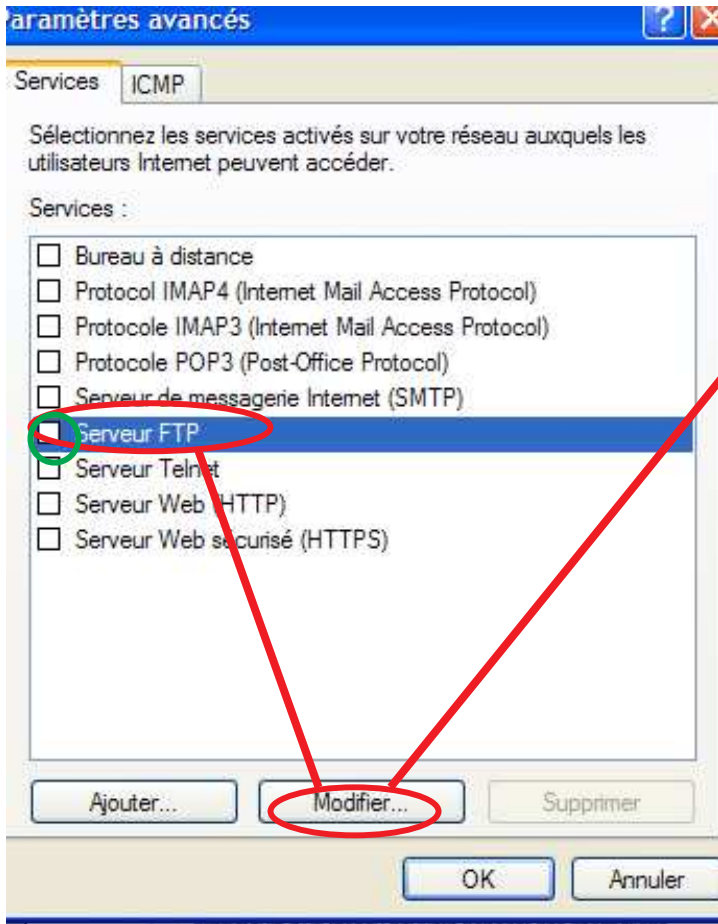 Paramètres avancés
Services ICMP
Sélectionnez les services activés sur votre réseau auxquels les
utilisateurs Internet peuvent accéder.
Services :
Bureau à distance
Protocol IMAP4 (Internet Mail Access Protocol)
Protocole IMAP3 (Internet Mail Access Protocol)
Protocole POP3 (Post-Office Protocol)
Serveur de messagerie Internet (SMTP)
Serveur FTP
Serveur Telnet
Serveur Web (HTTP)
Serveur Web sécurisé (HTTPS)
Ajouter... Modifier... Supprimer
OK Annuler